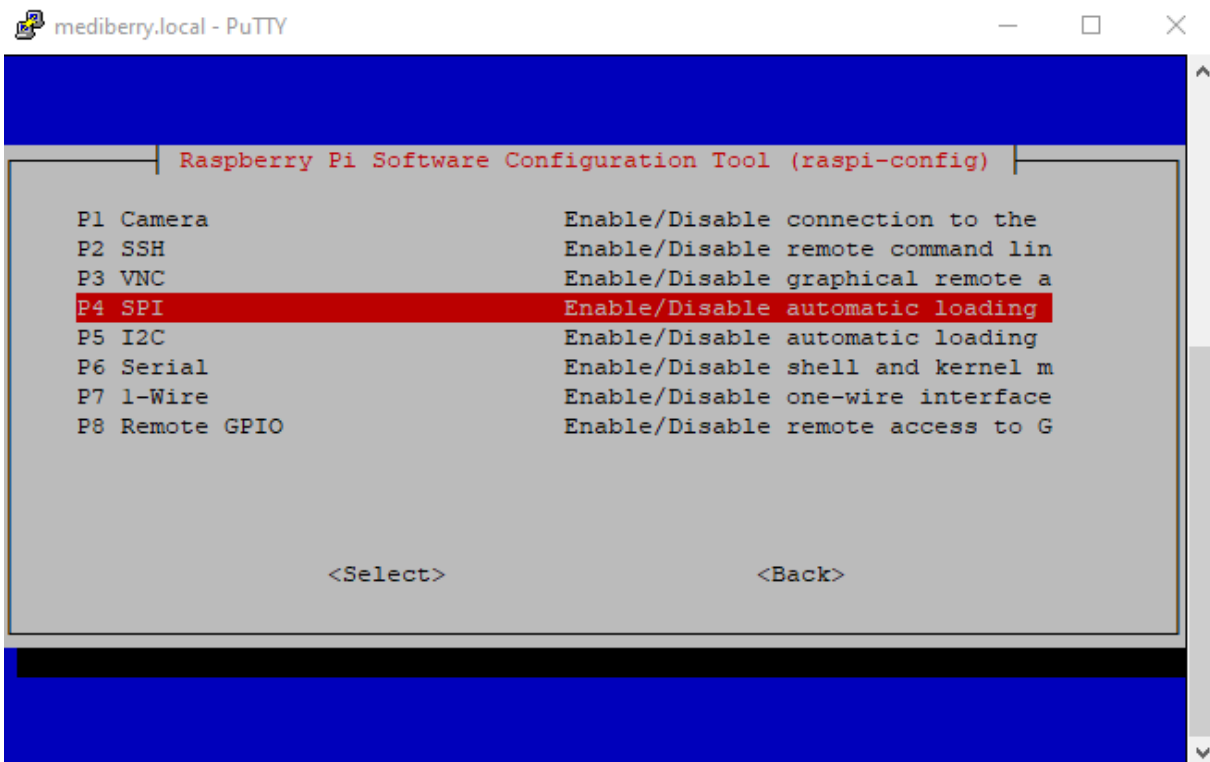 mediberry.local - PuTTY
Raspberry Pi Software Configuration Tool (raspi-config)
P1 Camera Enable/Disable connection to the
P2 SSH Enable/Disable remote command lin
P3 VNC Enable/Disable graphical remote a
P4 SPI Enable/Disable automatic loading
P5 I2C Enable/Disable automatic loading
P6 Serial Enable/Disable shell and kernel m
P7 1-Wire Enable/Disable one-wire interface
P8 Remote GPIO Enable/Disable remote access to G
<Select> <Back>